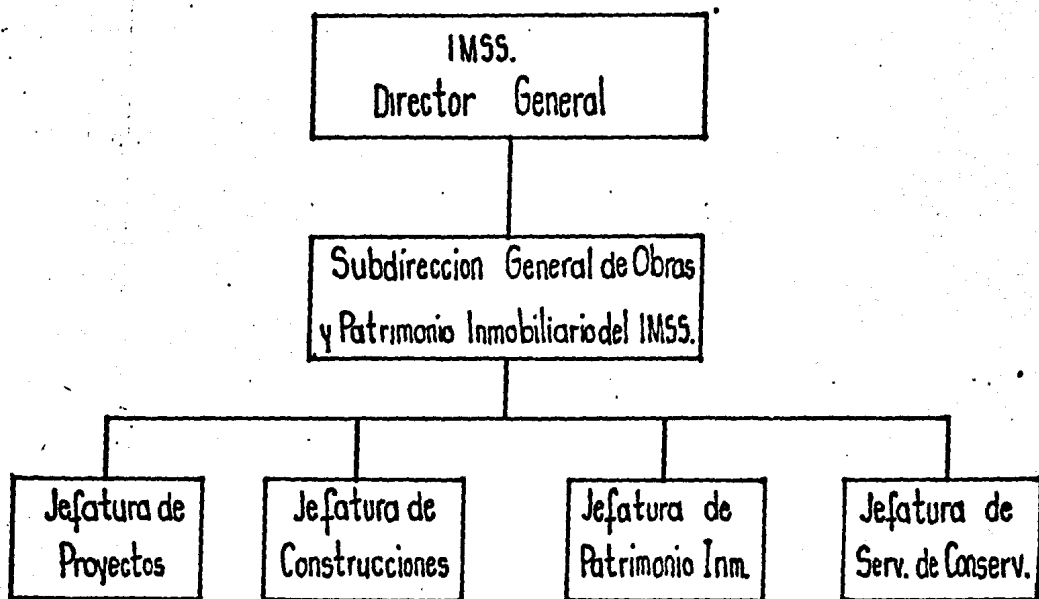 IMSS.
Director General
Subdireccion General de Obras
y Patrimonio Inmobiliario del IMSS.
Jefatura de
Proyectos
Jefatura de
Construcciones
Jefatura de
Patrimonio Inm.
Jefatura de
Serv. de Conserv.